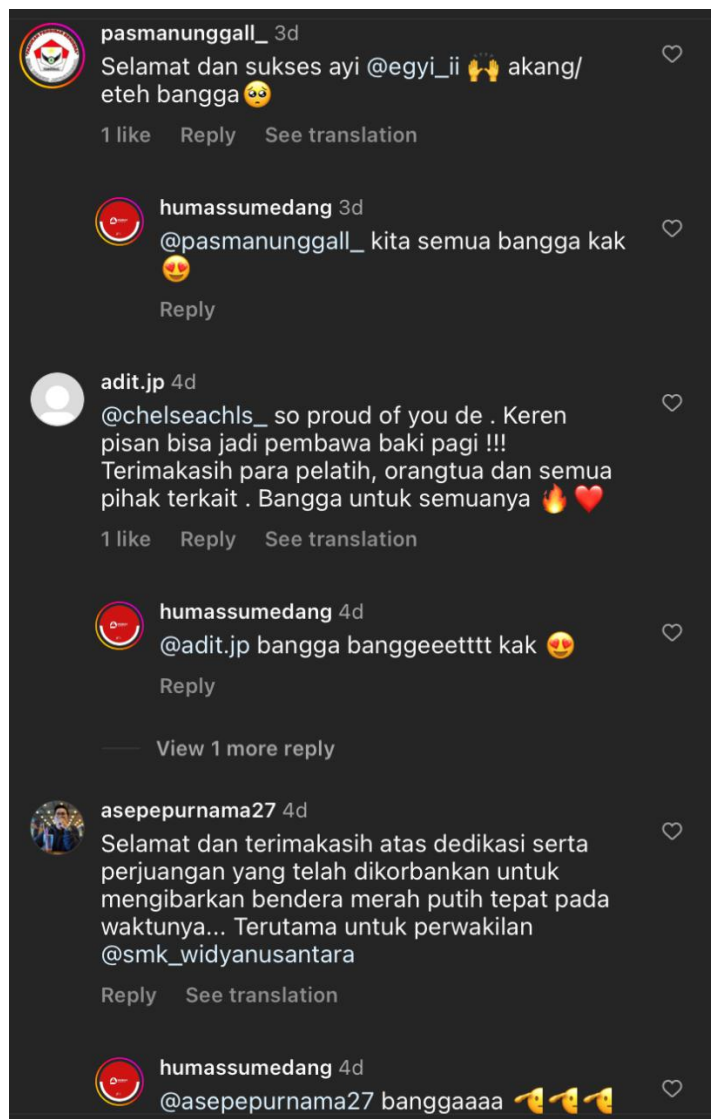 pasmanunggall_ 3d
Selamat dan sukses ayi @egyi_ii 🙌 akang/
eteh bangga🥺
1 like Reply See translation
humassumedang 3d
@pasmanunggall_ kita semua bangga kak
😍
Reply
adit.jp 4d
@chelseachls_ so proud of you de . Keren
pisan bisa jadi pembawa baki pagi !!!
Terimakasih para pelatih, orangtua dan semua
pihak terkait . Bangga untuk semuanya 🔥❤️
1 like Reply See translation
humassumedang 4d
@adit.jp bangga banggeeetttt kak 😍
Reply
View 1 more reply
asepepurnama27 4d
Selamat dan terimakasih atas dedikasi serta
perjuangan yang telah dikorbankan untuk
mengibarkan bendera merah putih tepat pada
waktunya... Terutama untuk perwakilan
@smk_widyanusantara
Reply See translation
humassumedang 4d
@asepepurnama27 banggaaaa 🫡🫡🫡